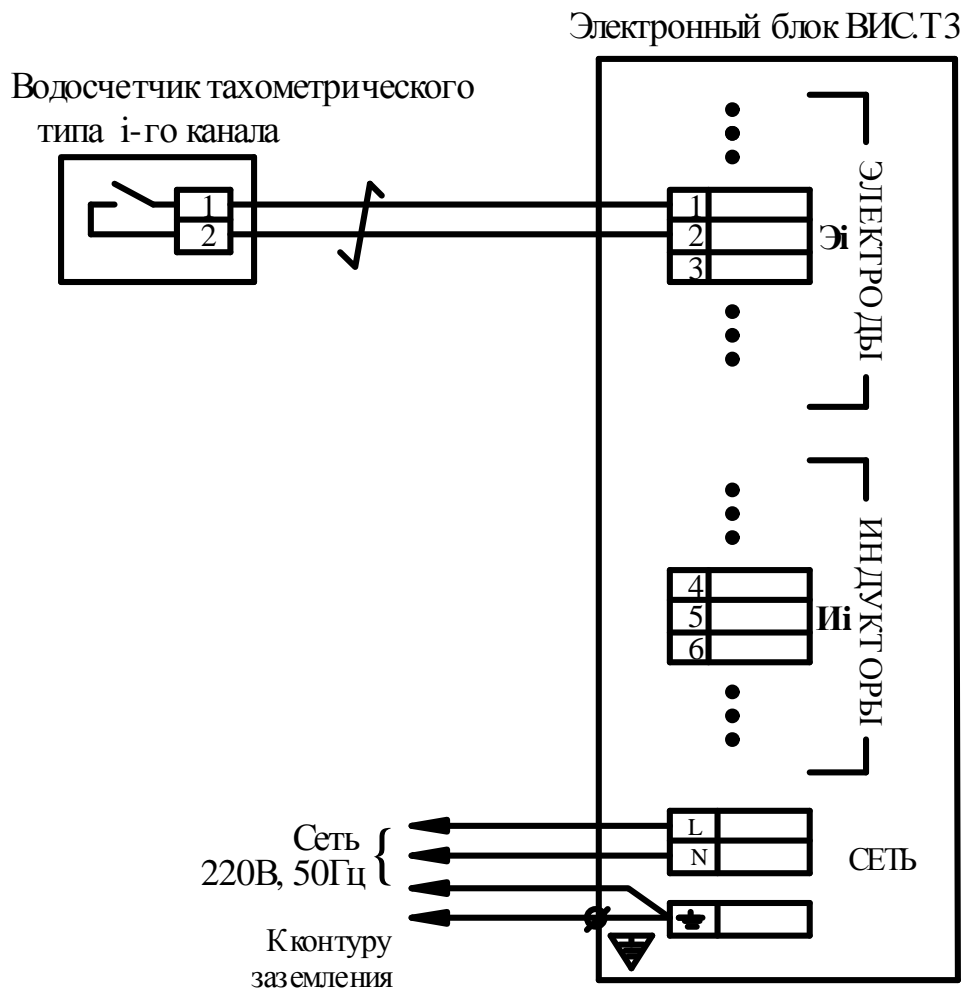 Электронный блок ВИС.Т3
Водосчетчик тахометрического
типа i-го канала
1
2
1
2
3
Эi
ЭЛЕКТРОДЫ
4
5
6
Иi
ИНДУКТОРЫ
L
N
СЕТЬ
Сеть
220В, 50Гц
К контуру
заземления